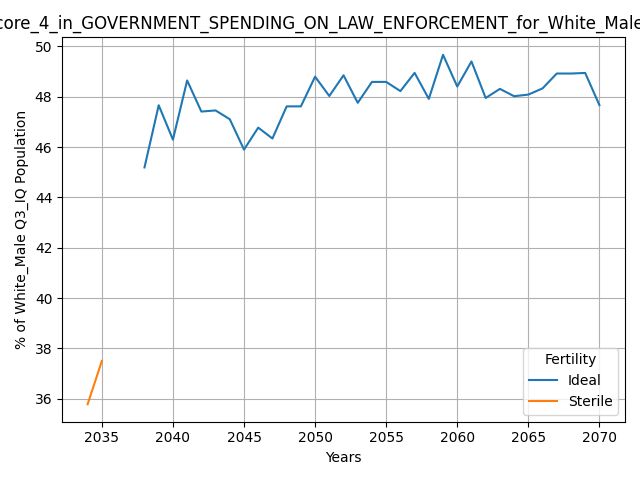 core_4_in_GOVERNMENT_SPENDING_ON_LAW_ENFORCEMENT_for_White_Male
% of White_Male Q3_IQ Population
50
48
46
44
42
40
38
36
Fertility
Ideal
Sterile
2035 2040 2045 2050 2055 2060 2065 2070
Years